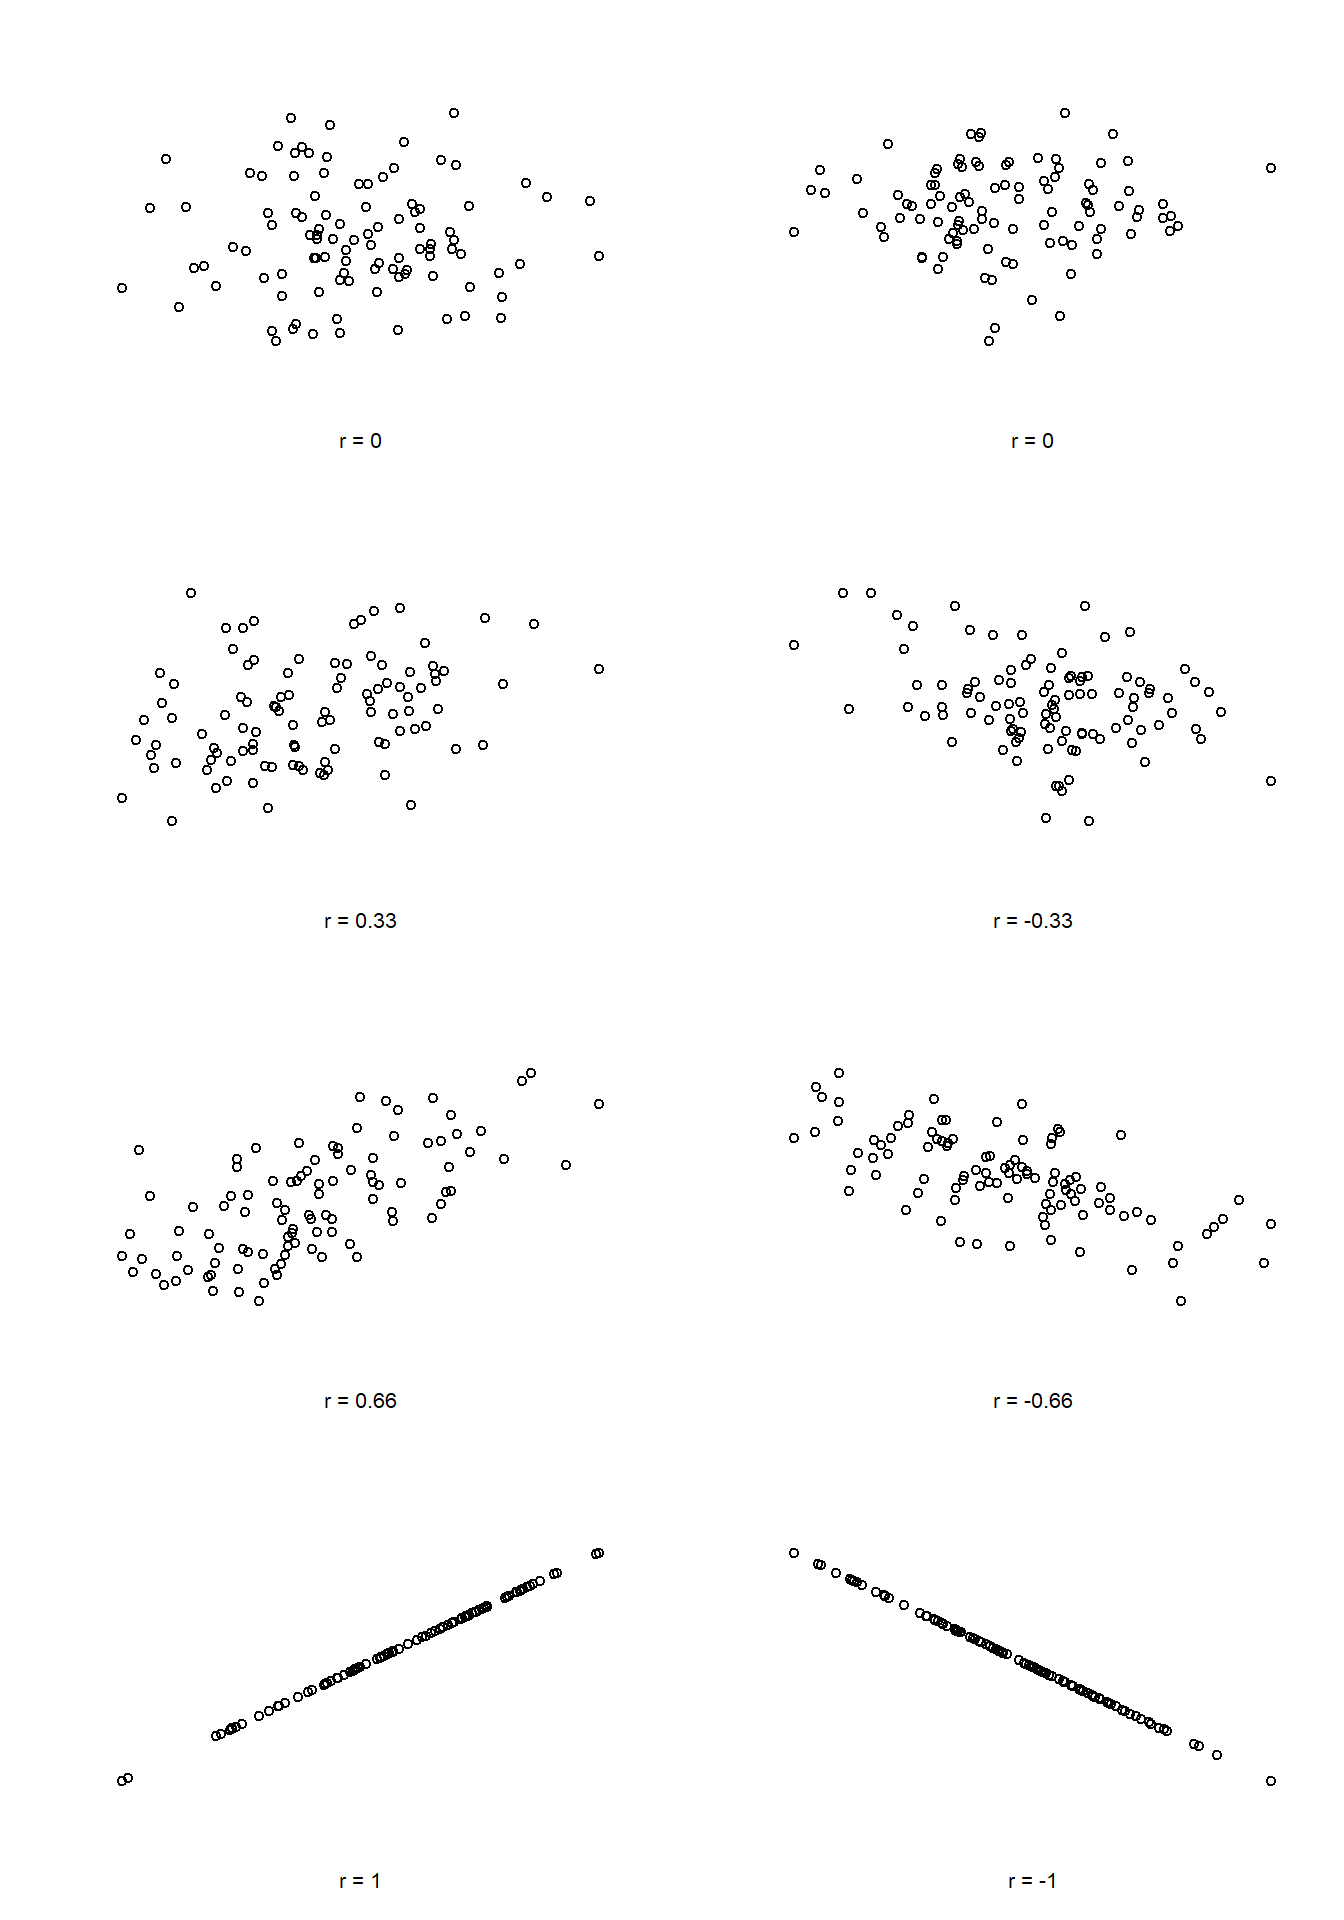 r = 0
r = 0
r = 0.33
r = -0.33
r = 0.66
r = -0.66
r = 1
r = -1